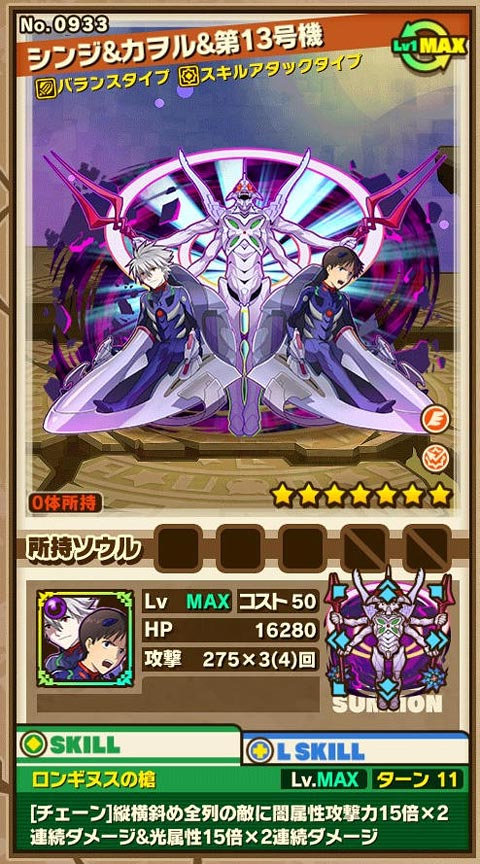 No.0933
シンジ&カヲル&第13号機
Lv1 MAX
バランスタイプ スキルアタックタイプ
E
0体所持
所持ソウル
Lv MAX コスト 50
HP 16280
攻撃 275×3(4)回
SUMMON
SKILL
L SKILL
ロンギヌスの槍 Lv.MAX ターン 11
[チェーン]縦横斜め全列の敵に闇属性攻撃力15倍×2
連続ダメージ&光属性15倍×2連続ダメージ